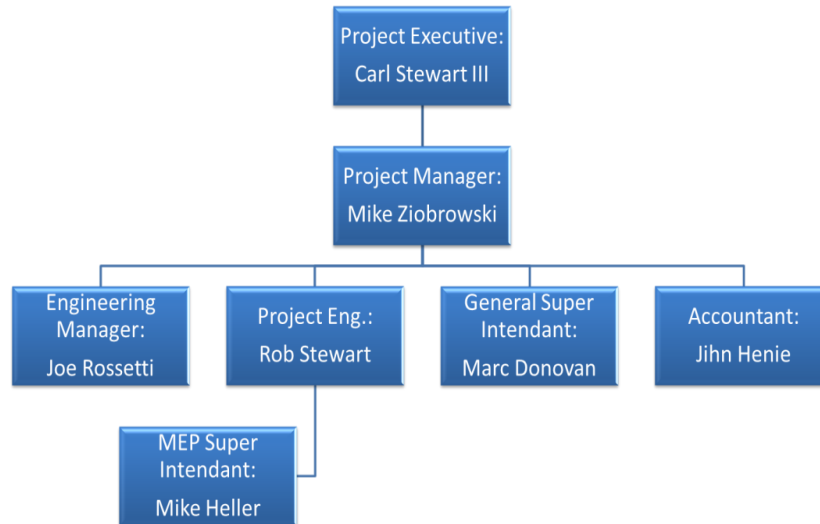 Project Executive:
Carl Stewart III
Project Manager:
Mike Ziobrowski
Engineering
Manager:
Joe Rossetti
Project Eng.:
Rob Stewart
General Super
Intendant:
Marc Donovan
Accountant:
Jihn Henie
MEP Super
Intendant:
Mike Heller